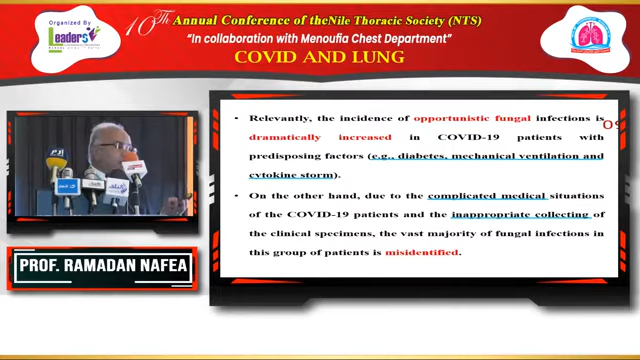 Organized By
Leaders
10Th Annual Conference of theNile Thoracic Society (NTS)
“In collaboration with Menoufia Chest Department”
COVID AND LUNG
• Relevantly, the incidence of opportunistic fungal infections is
dramatically increased in COVID-19 patients with
predisposing factors (e.g., diabetes, mechanical ventilation and
cytokine storm).
• On the other hand, due to the complicated medical situations
of the COVID-19 patients and the inappropriate collecting of
the clinical specimens, the vast majority of fungal infections in
this group of patients is misidentified.
09
PROF. RAMADAN NAFEA